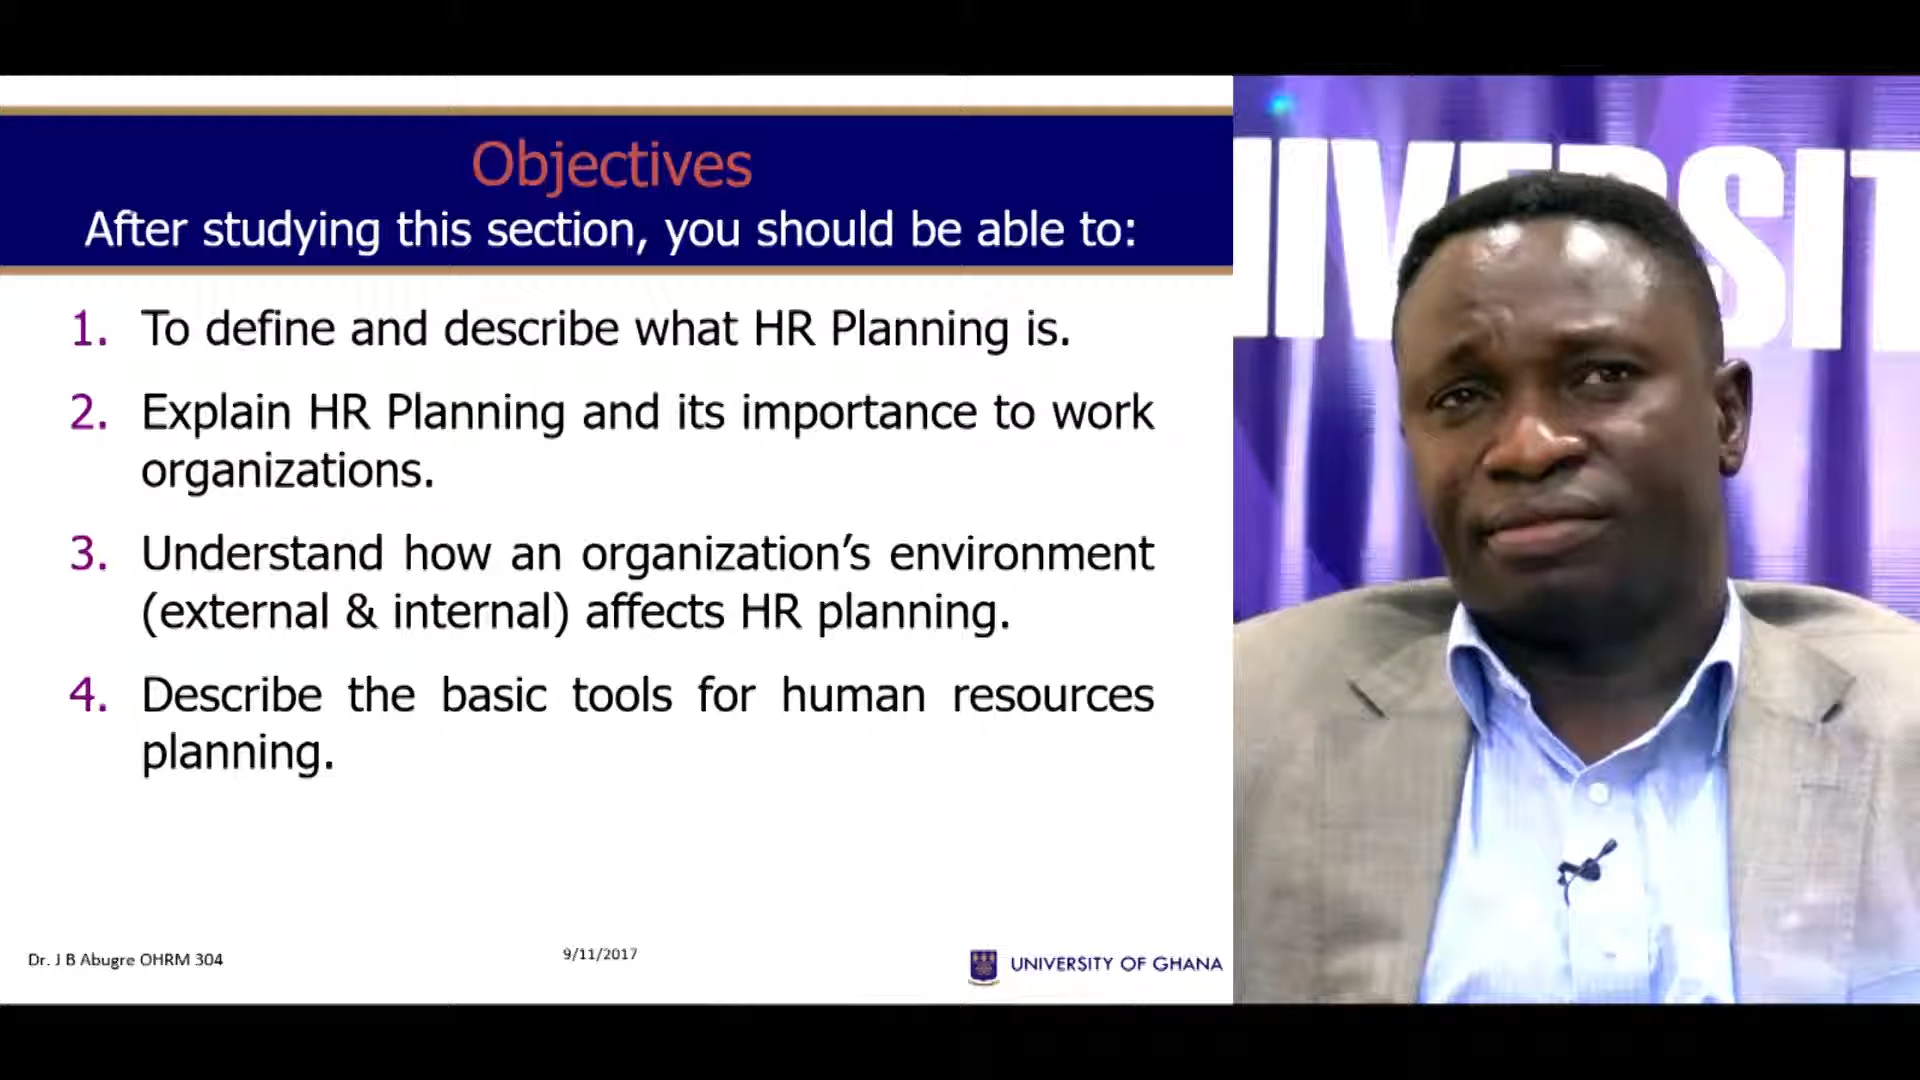 Objectives
After studying this section, you should be able to:
1. To define and describe what HR Planning is.
2. Explain HR Planning and its importance to work
organizations.
3. Understand how an organization’s environment
(external & internal) affects HR planning.
4. Describe the basic tools for human resources
planning.
Dr. J B Abugre OHRM 304
9/11/2017
UNIVERSITY OF GHANA
IVERSIT